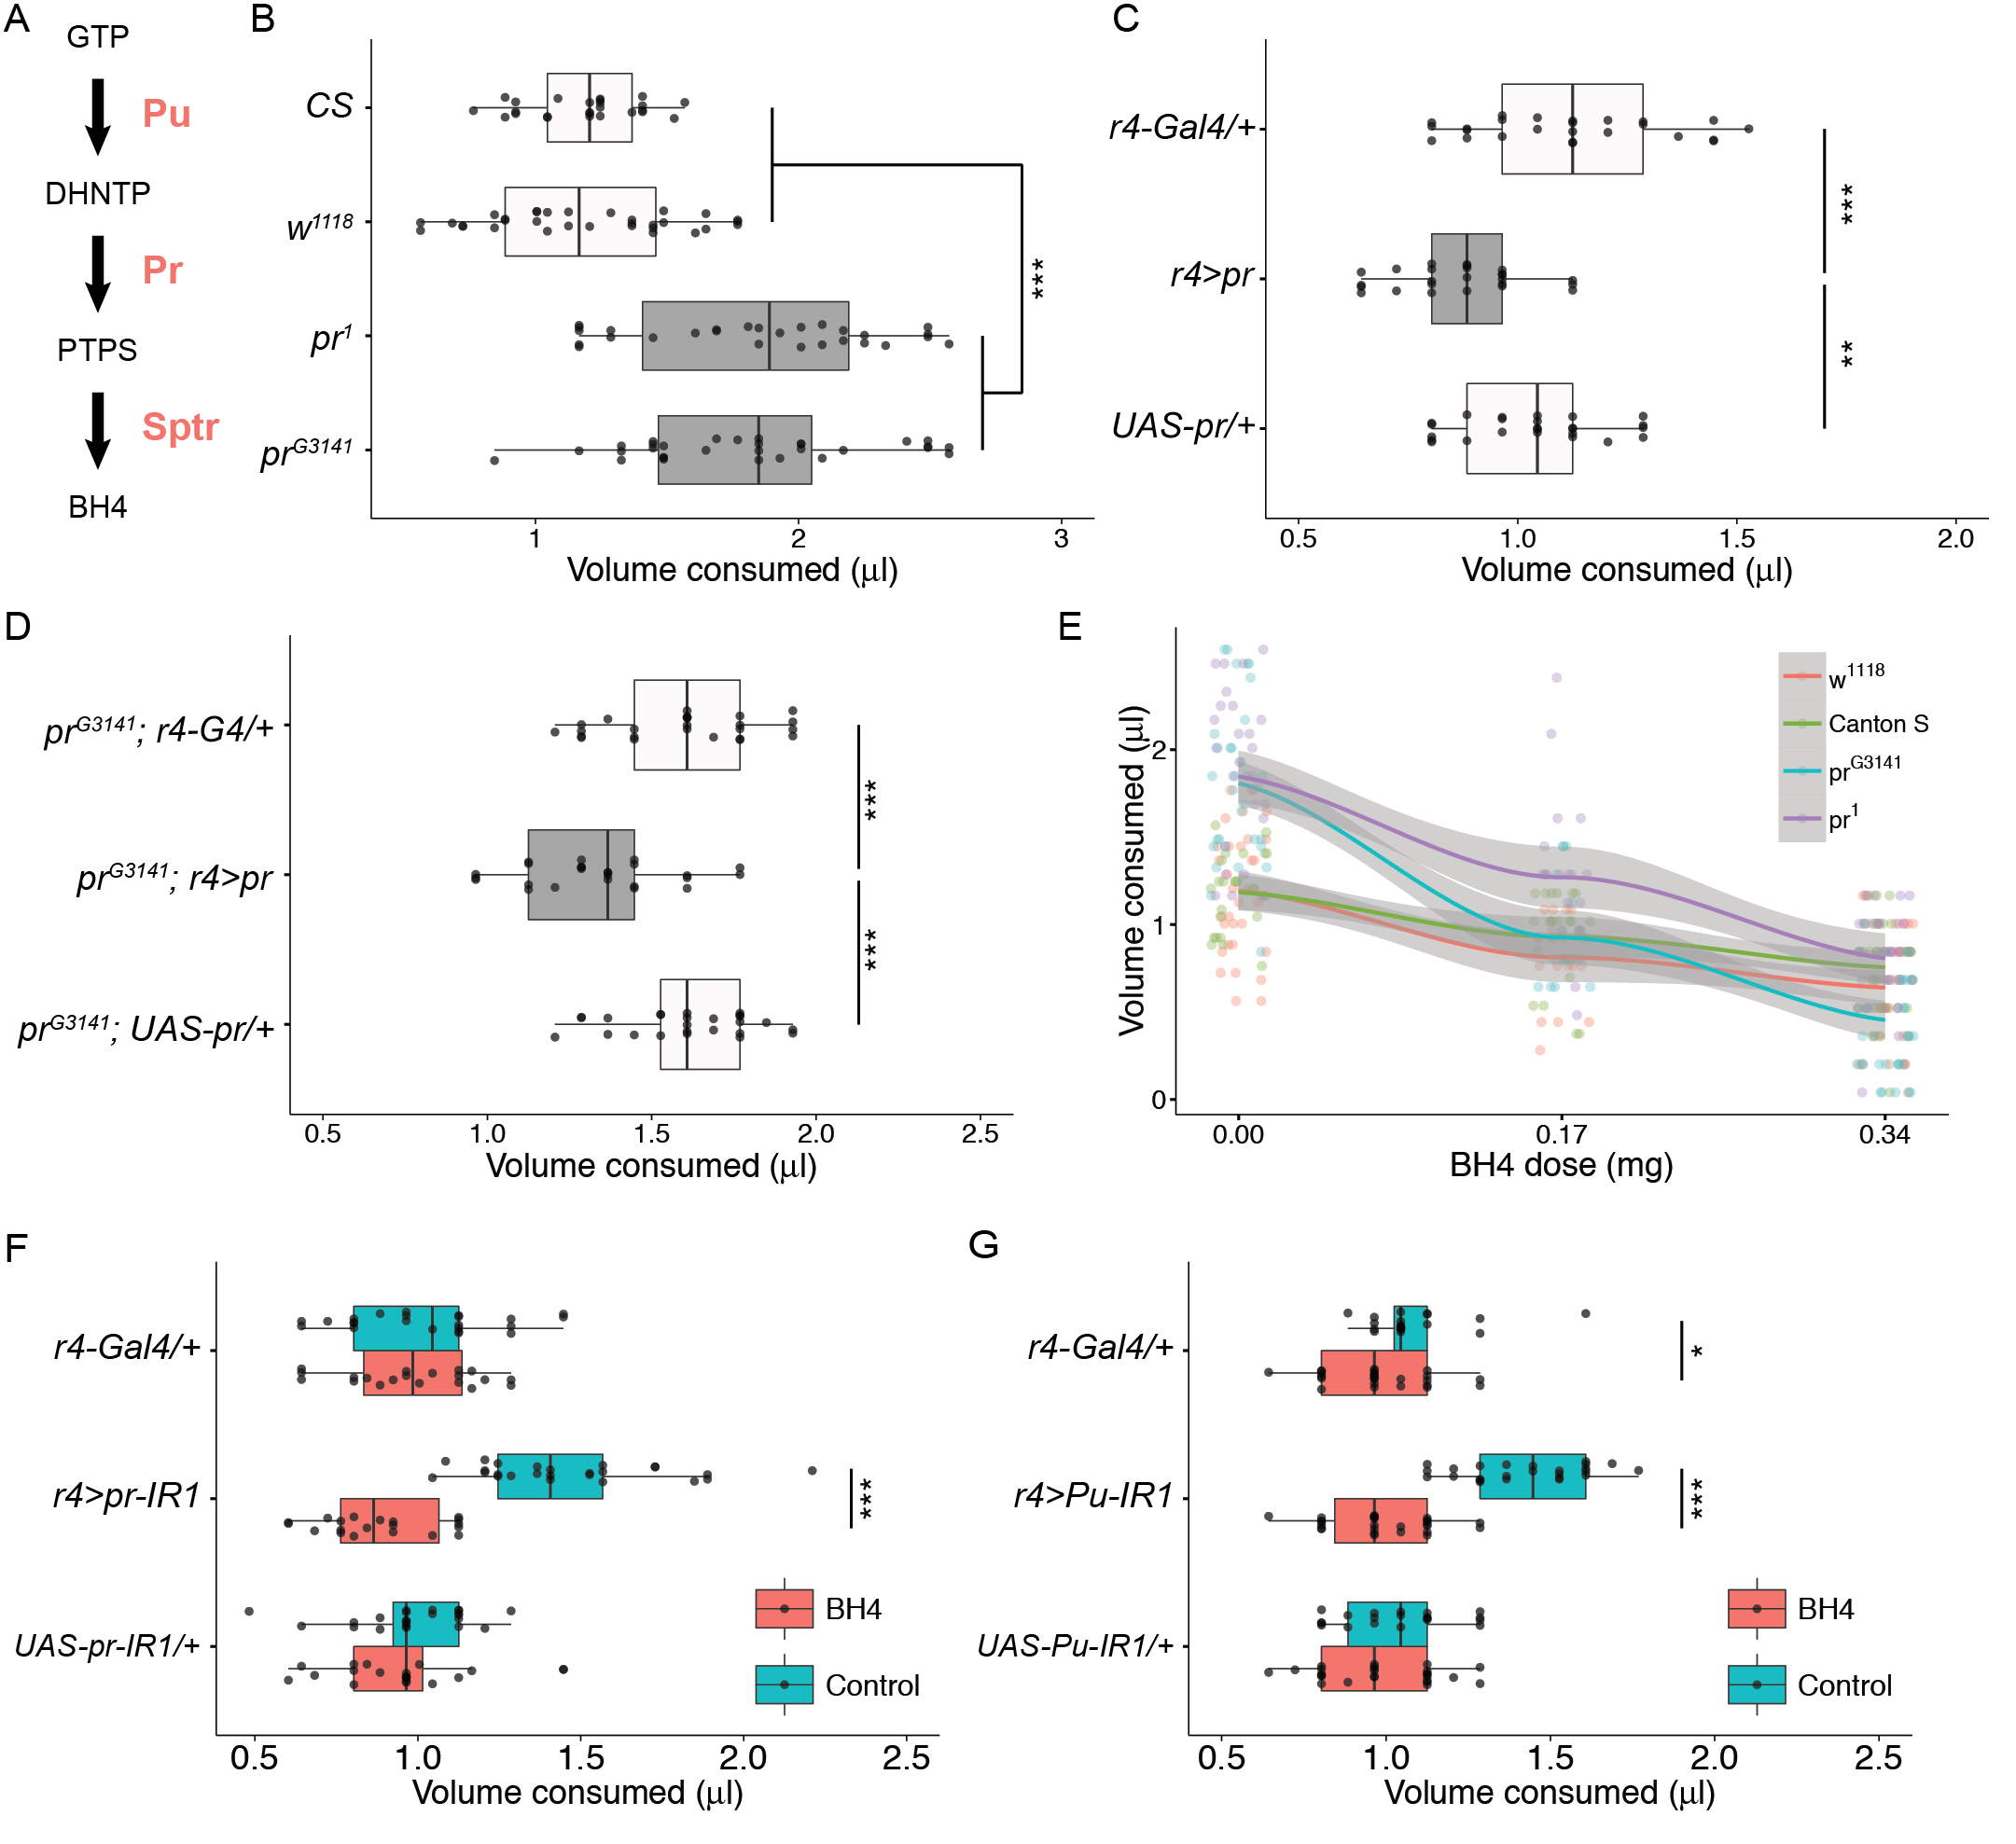 A
GTP
Pu
DHNTP
Pr
PTPS
Sptr
BH4
B
CS
w1118
pr1
prG3141
***
1 2 3
Volume consumed (μl)
C
r4-Gal4/+
r4>pr
UAS-pr/+
***
**
0.5 1.0 1.5 2.0
Volume consumed (μl)
D
prG3141; r4-G4/+
prG3141; r4>pr
prG3141; UAS-pr/+
***
***
0.5 1.0 1.5 2.0 2.5
Volume consumed (μl)
E
Volume consumed (μl)
2
1
0
w1118
Canton S
prG3141
pr1
0.00 0.17 0.34
BH4 dose (mg)
F
r4-Gal4/+
r4>pr-IR1
UAS-pr-IR1/+
***
BH4
Control
0.5 1.0 1.5 2.0 2.5
Volume consumed (μl)
G
r4-Gal4/+
r4>Pu-IR1
UAS-Pu-IR1/+
*
***
BH4
Control
0.5 1.0 1.5 2.0 2.5
Volume consumed (μl)